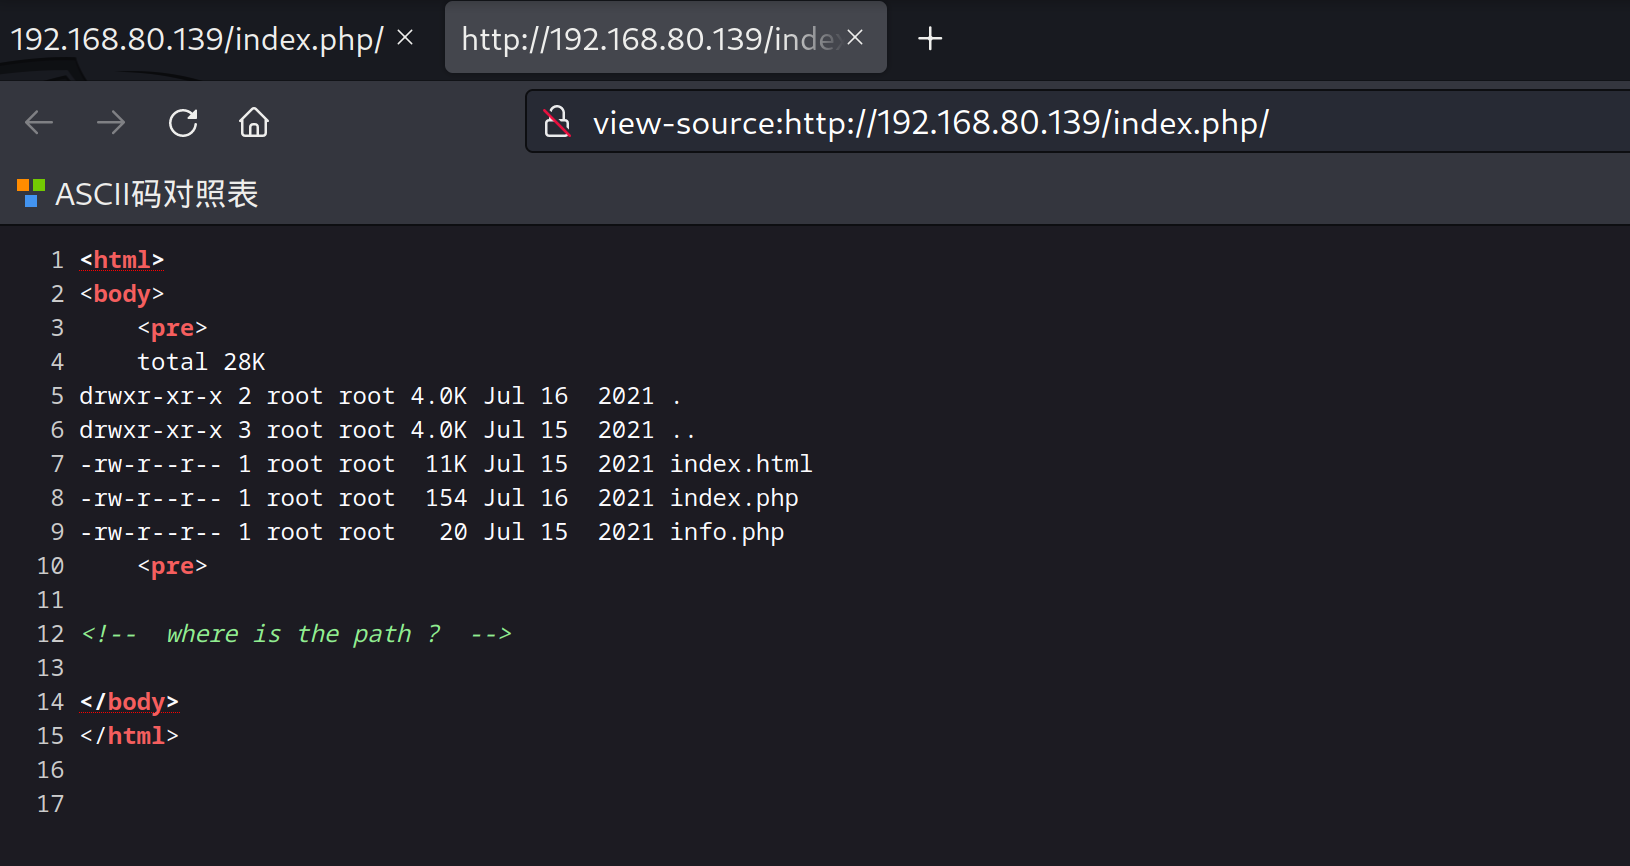 192.168.80.139/index.php/ ×
http://192.168.80.139/inde × +
view-source:http://192.168.80.139/index.php/
ASCII码对照表
1 <html>
2 <body>
3     <pre>
4     total 28K
5 drwxr-xr-x 2 root root 4.0K Jul 16  2021 .
6 drwxr-xr-x 3 root root 4.0K Jul 15  2021 ..
7 -rw-r--r-- 1 root root  11K Jul 15  2021 index.html
8 -rw-r--r-- 1 root root  154 Jul 16  2021 index.php
9 -rw-r--r-- 1 root root   20 Jul 15  2021 info.php
10     <pre>
11
12 <!--  where is the path ?  -->
13
14 </body>
15 </html>
16
17